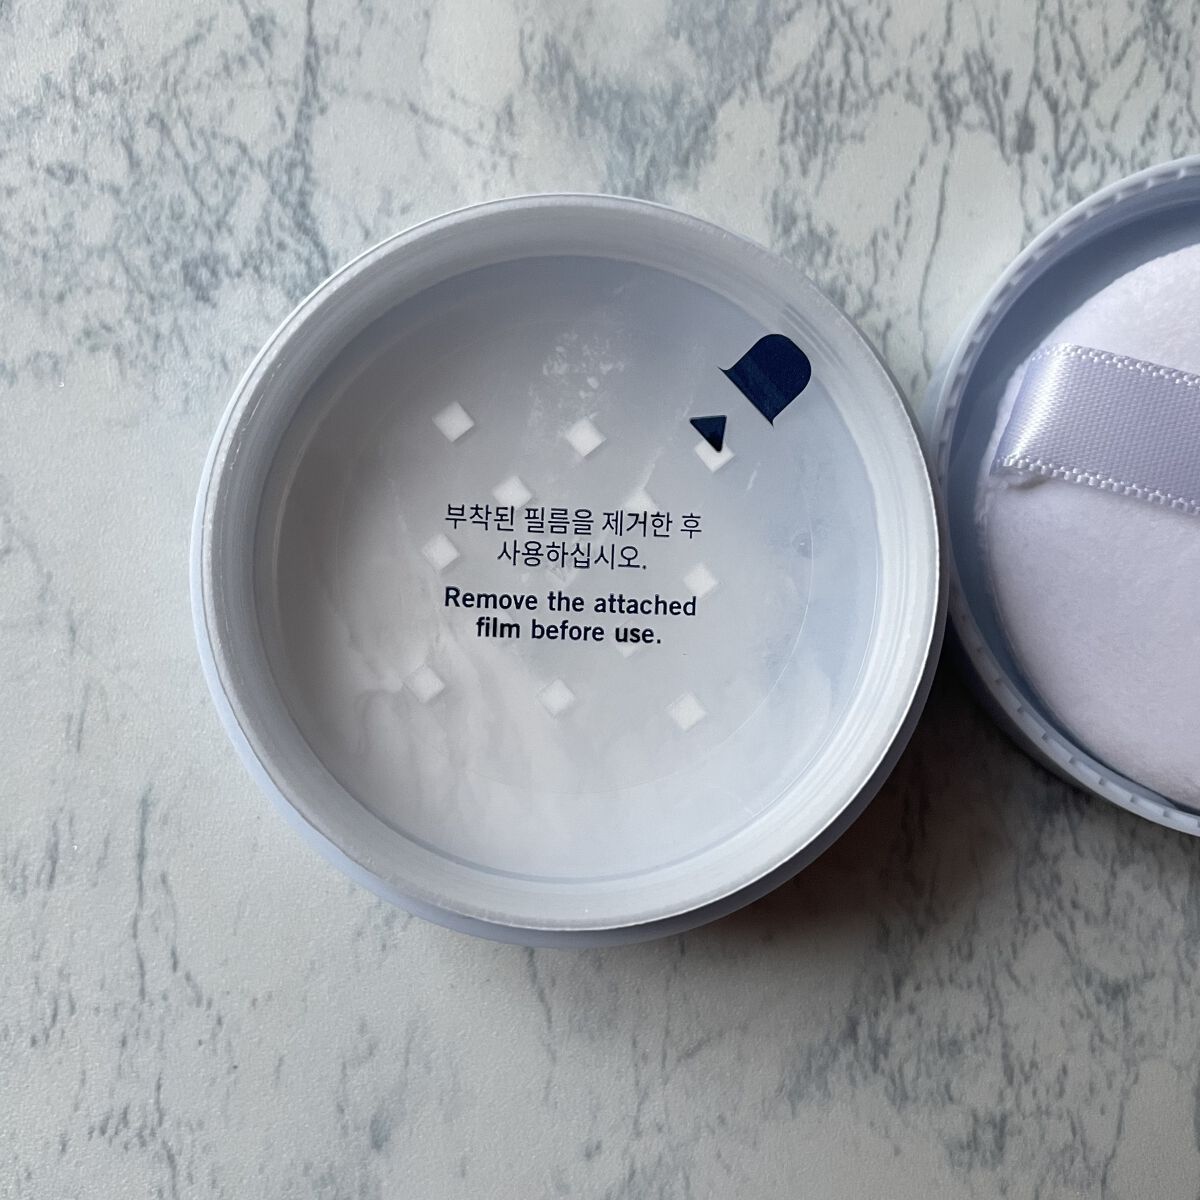 부착된 필름을 제거한 후
사용하십시오.
Remove the attached
film before use.